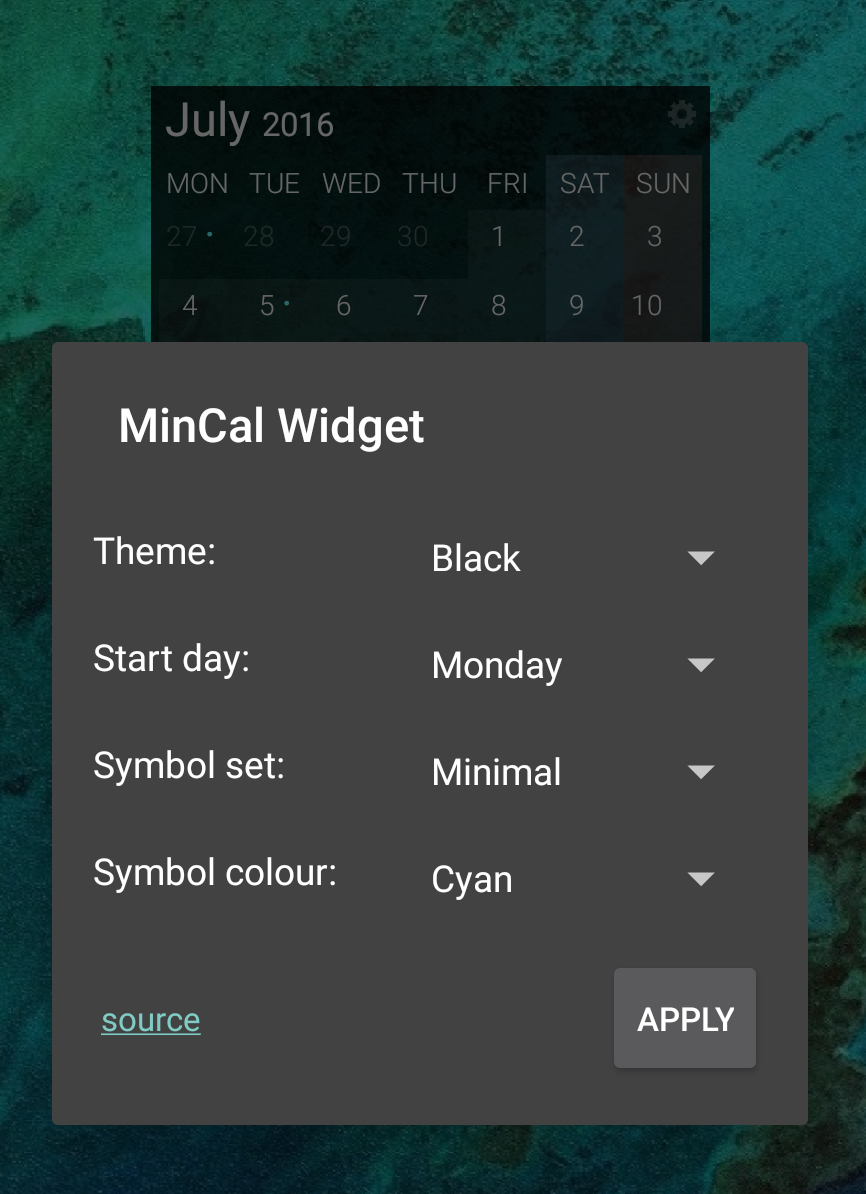 July 2016
MON TUE WED THU FRI SAT SUN
27 28 29 30 1 2 3
4 5 6 7 8 9 10
MinCal Widget
Theme: Black
Start day: Monday
Symbol set: Minimal
Symbol colour: Cyan
source APPLY